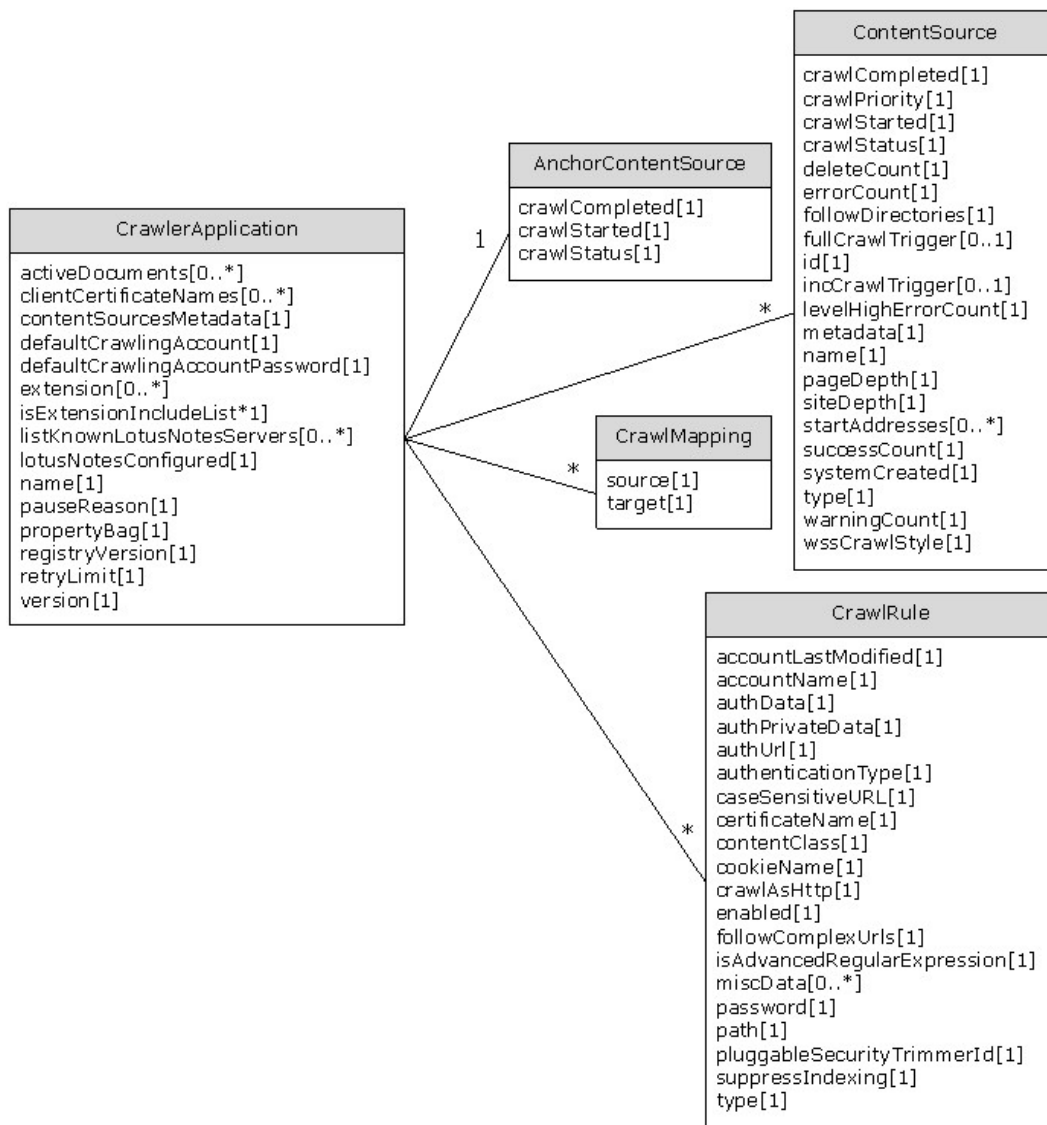 CrawlerApplication
activeDocuments[0..*]
clientCertificateNames[0..*]
contentSourcesMetadata[1]
defaultCrawlingAccount[1]
defaultCrawlingAccountPassword[1]
extension[0..*]
isExtensionIncludeList*1]
listKnownLotusNotesServers[0..*]
lotusNotesConfigured[1]
name[1]
pauseReason[1]
propertyBag[1]
registryVersion[1]
retryLimit[1]
version[1]
1
AnchorContentSource
crawlCompleted[1]
crawlStarted[1]
crawlStatus[1]
*
ContentSource
crawlCompleted[1]
crawlPriority[1]
crawlStarted[1]
crawlStatus[1]
deleteCount[1]
errorCount[1]
followDirectories[1]
fullCrawlTrigger[0..1]
id[1]
incCrawlTrigger[0..1]
levelHighErrorCount[1]
metadata[1]
name[1]
pageDepth[1]
siteDepth[1]
startAddresses[0..*]
successCount[1]
systemCreated[1]
type[1]
warningCount[1]
wssCrawlStyle[1]
*
CrawlMapping
source[1]
target[1]
*
CrawlRule
accountLastModified[1]
accountName[1]
authData[1]
authPrivateData[1]
authUrl[1]
authenticationType[1]
caseSensitiveURL[1]
certificateName[1]
contentClass[1]
cookieName[1]
crawlAsHttp[1]
enabled[1]
followComplexUrls[1]
isAdvancedRegularExpression[1]
miscData[0..*]
password[1]
path[1]
pluggableSecurityTrimmerId[1]
suppressIndexing[1]
type[1]